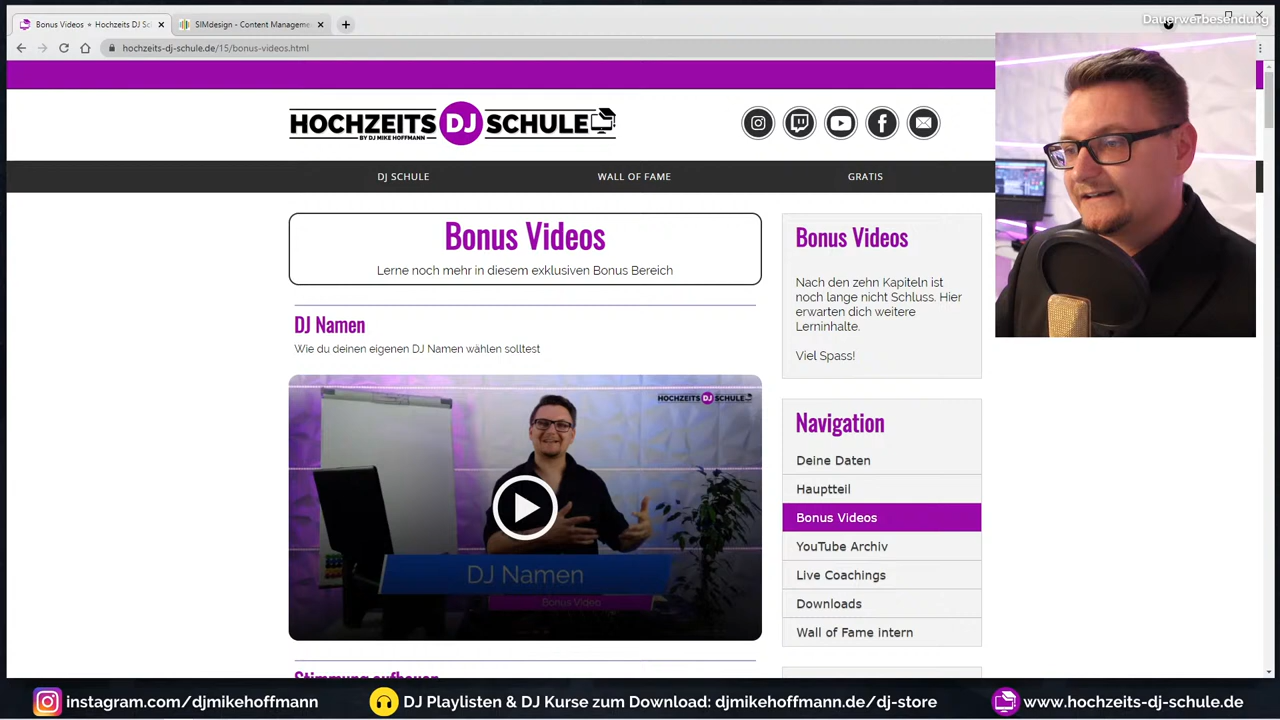 Bonus Videos ⭐ Hochzeits DJ Sc
SIMdesign - Content Manageme
Dauerwerbesendung
hochzeits-dj-schule.de/15/bonus-videos.html
HOCHZEITS DJ SCHULE
BY DJ MIKE HOFFMANN
DJ SCHULE
WALL OF FAME
GRATIS
Bonus Videos
Lerne noch mehr in diesem exklusiven Bonus Bereich
DJ Namen
Wie du deinen eigenen DJ Namen wählen solltest
HOCHZEITS DJ SCHULE
DJ Namen
Bonus Video
Stimmung aufbauen
Bonus Videos
Nach den zehn Kapiteln ist
noch lange nicht Schluss. Hier
erwarten dich weitere
Lerninhalte.
Viel Spass!
Navigation
Deine Daten
Hauptteil
Bonus Videos
YouTube Archiv
Live Coachings
Downloads
Wall of Fame intern
instagram.com/djmikehoffmann
DJ Playlisten & DJ Kurse zum Download: djmikehoffmann.de/dj-store
www.hochzeits-dj-schule.de